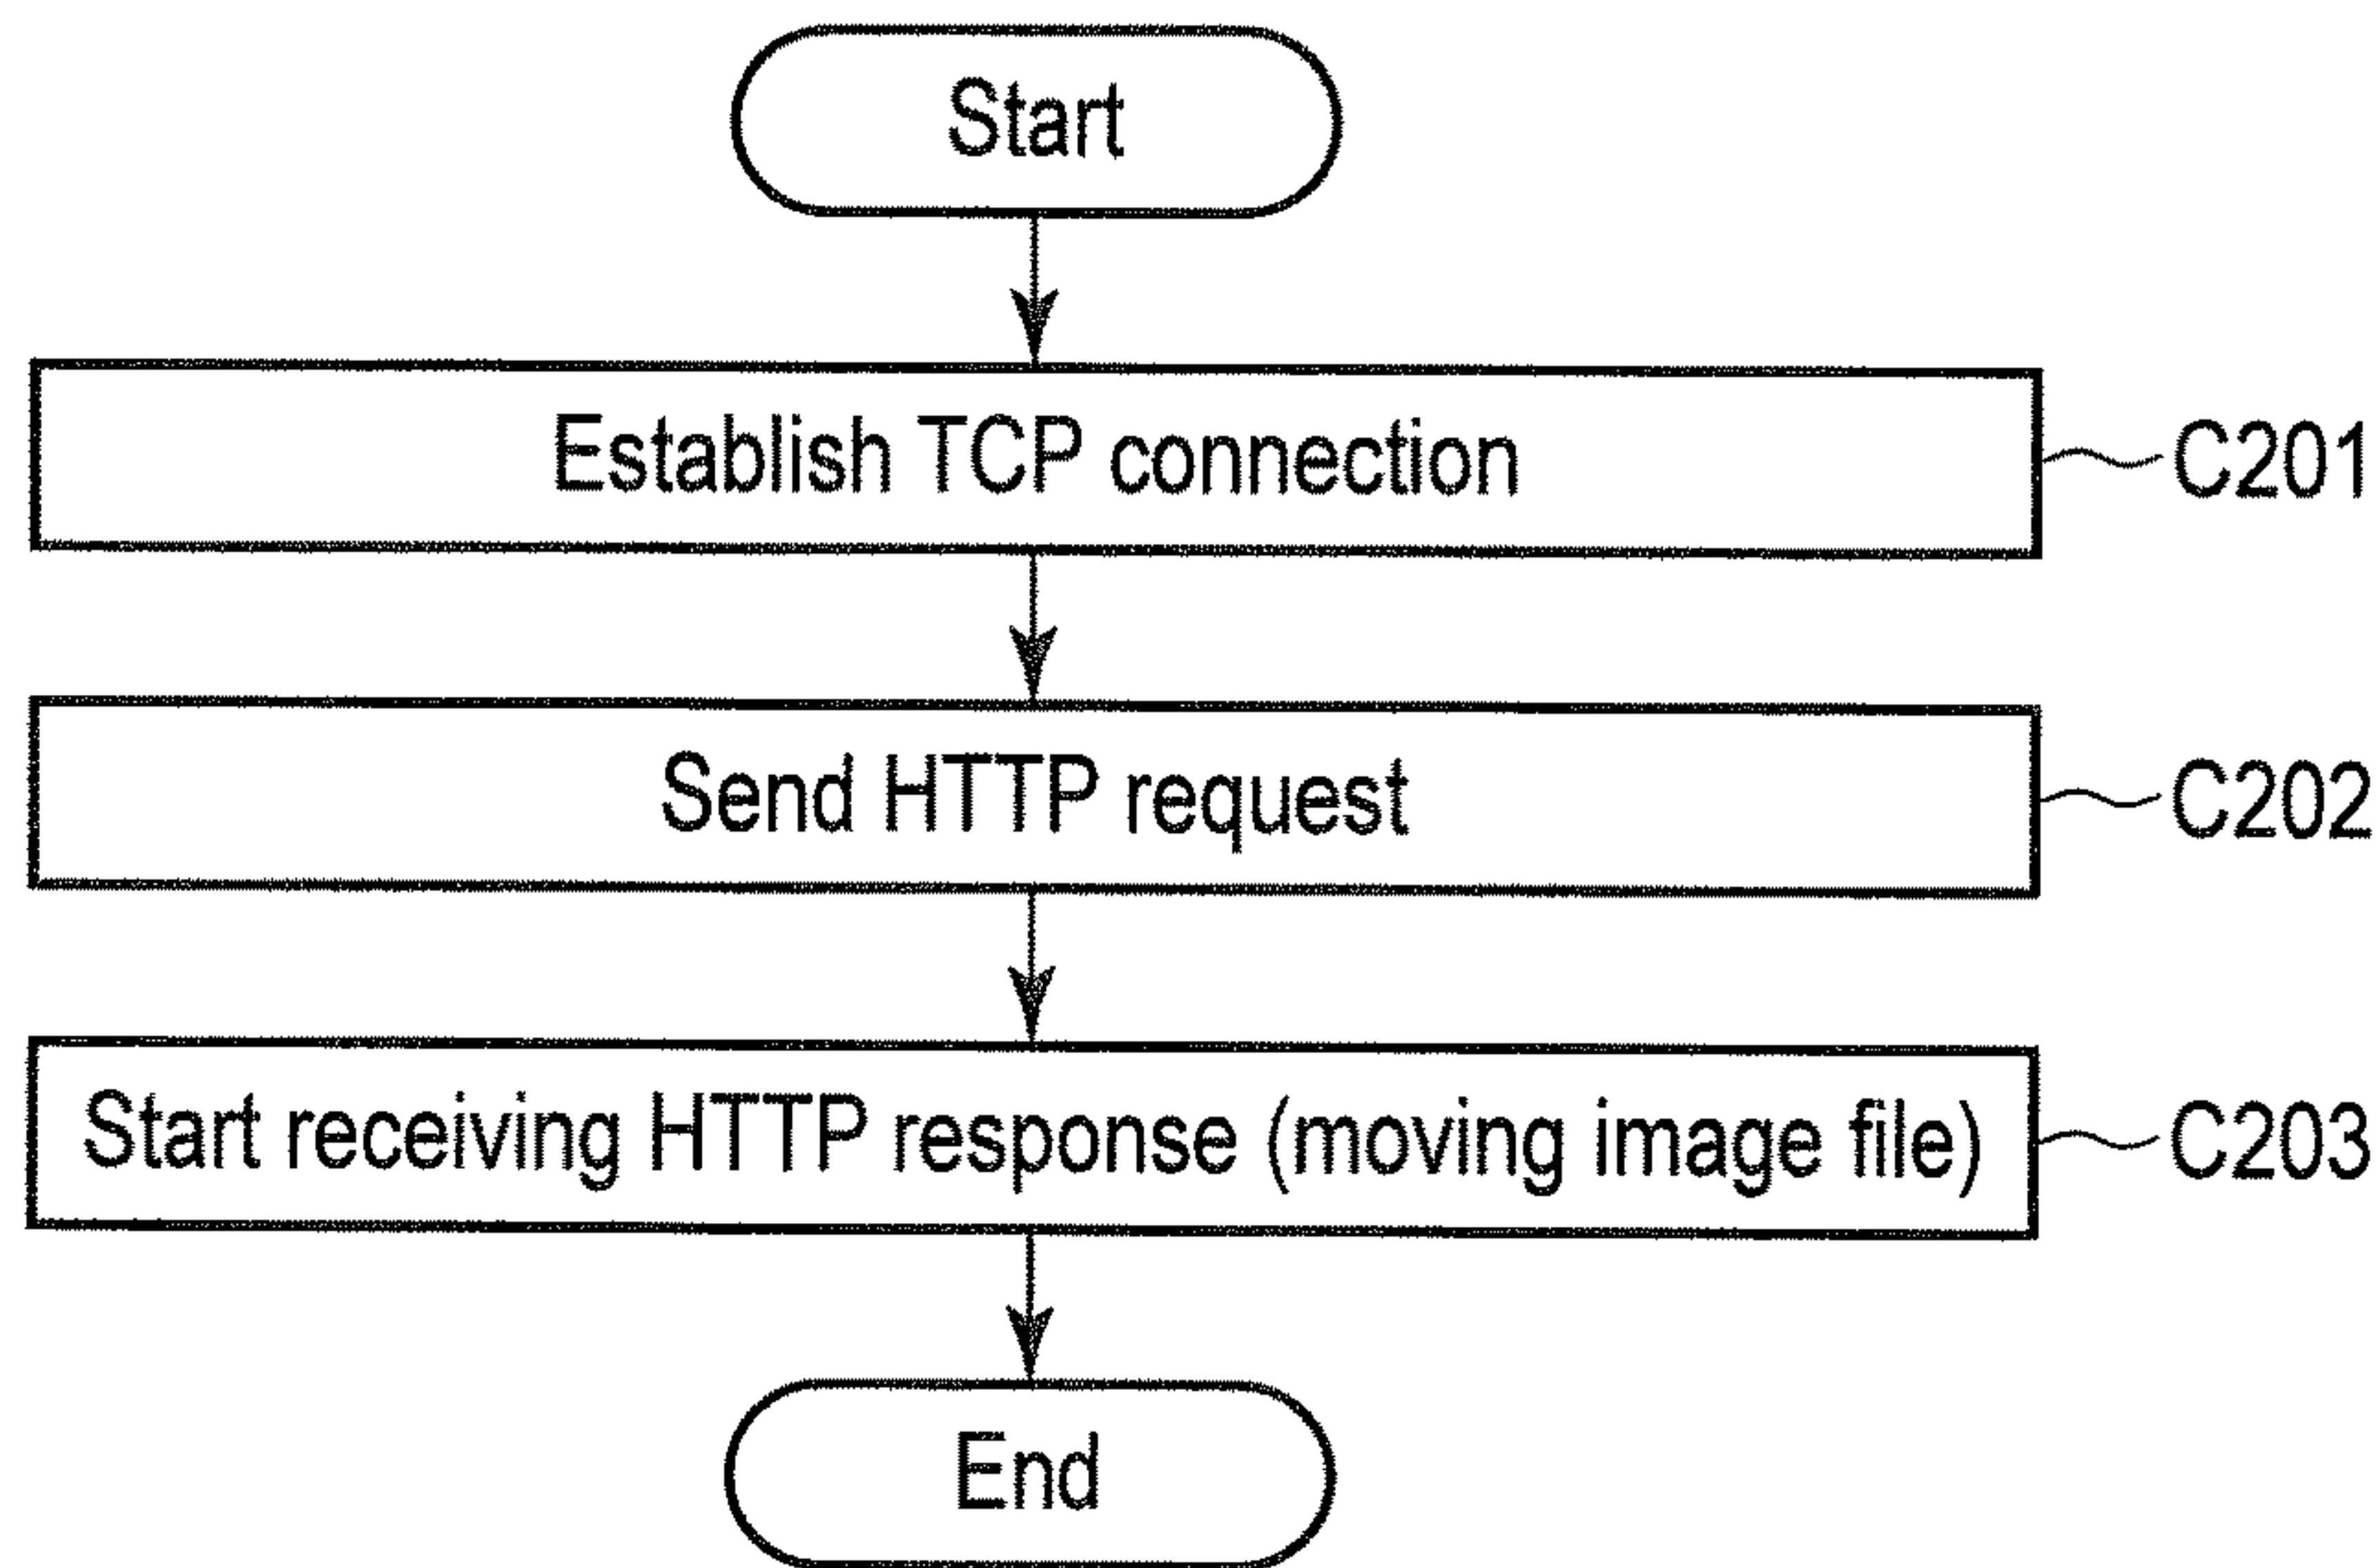 Start
Establish TCP connection
C201
Send HTTP request
C202
Start receiving HTTP response (moving image file)
C203
End